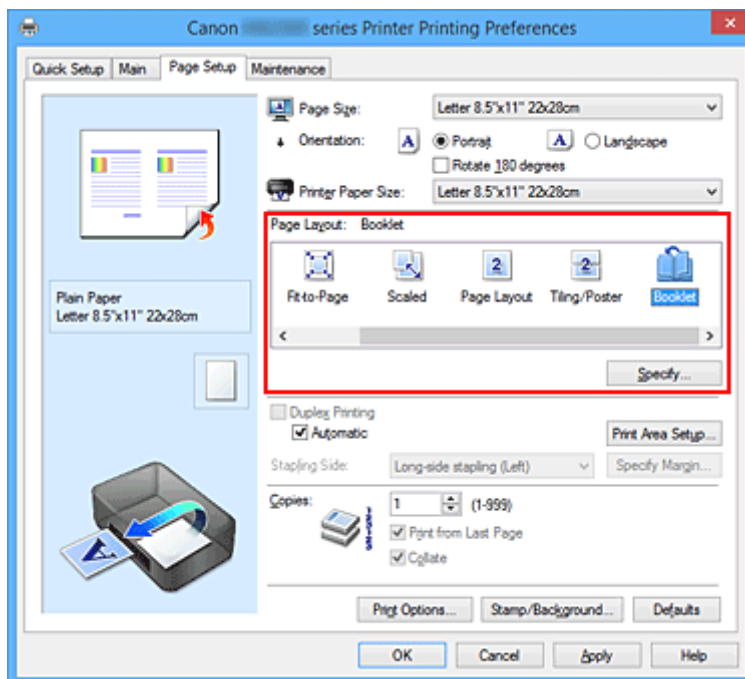 Canon series Printer Printing Preferences
Quick Setup Main Page Setup Maintenance
Page Size: Letter 8.5"x11" 22x28cm
Orientation: A Portrait A Landscape
Rotate 180 degrees
Printer Paper Size: Letter 8.5"x11" 22x28cm
Page Layout: Booklet
Fit-to-Page Scaled Page Layout Tiling/Poster Booklet
Specify...
Plain Paper
Letter 8.5"x11" 22x28cm
Duplex Printing
Automatic Print Area Setup...
Stapling Side: Long-side stapling (Left) Specify Margin...
Copies: 1 (1-999)
Print from Last Page
Collate
Print Options... Stamp/Background... Defaults
OK Cancel Apply Help